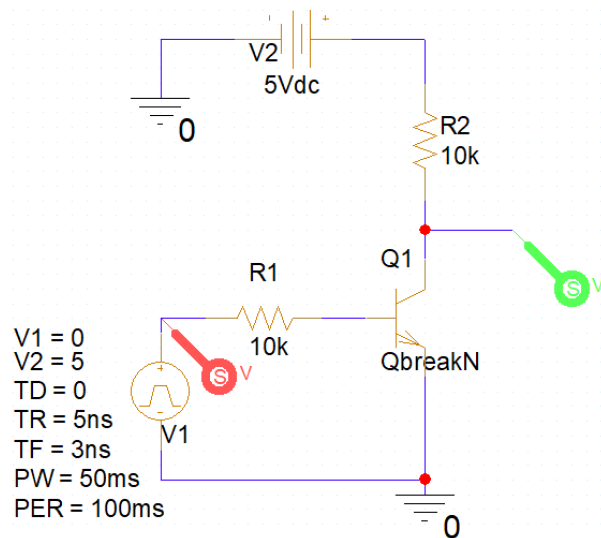 V2
5Vdc
0
R2
10k
Q1
R1
10k
QbreakN
S V
S V
V1 = 0
V2 = 5
TD = 0
TR = 5ns
TF = 3ns
PW = 50ms
PER = 100ms
V1
0